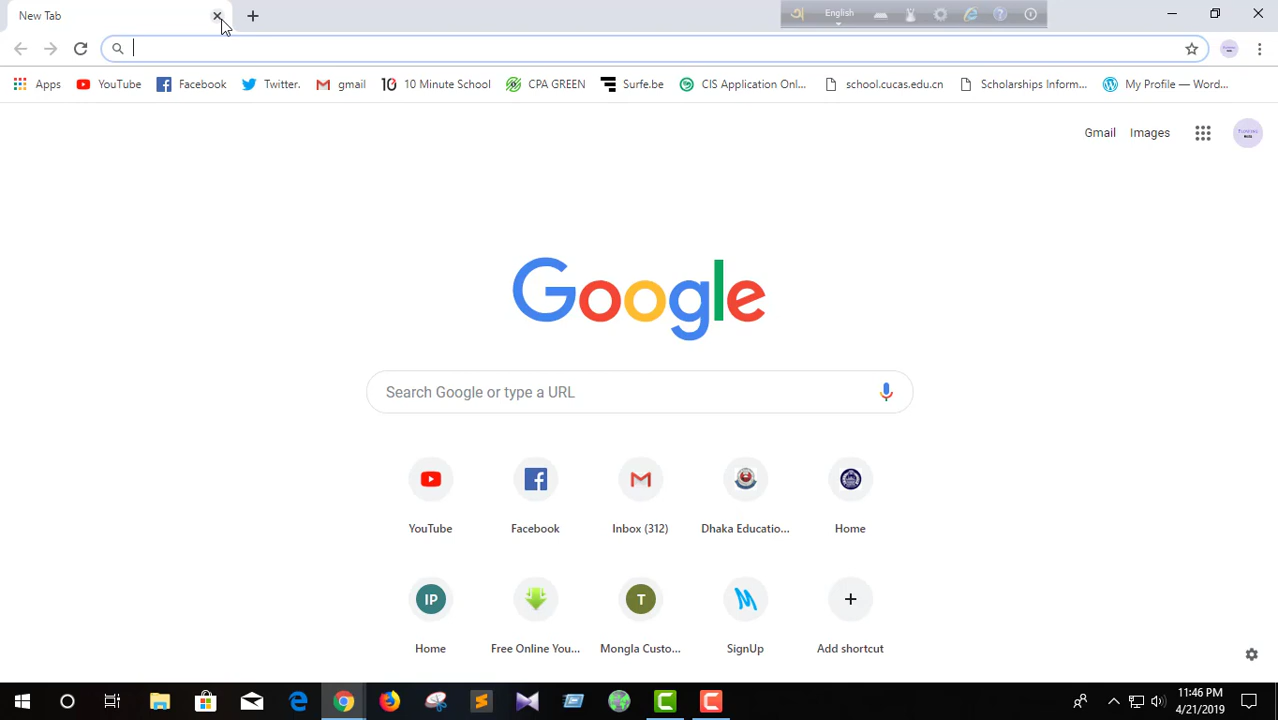 New Tab
অ English
Apps YouTube Facebook Twitter. gmail 10 10 Minute School CPA GREEN Surfe.be CIS Application Onl... school.cucas.edu.cn Scholarships Inform... My Profile — Word...
Gmail Images
Google
Search Google or type a URL
YouTube Facebook Inbox (312) Dhaka Educatio... Home
IP T
Home Free Online You... Mongla Custo... SignUp Add shortcut
11:46 PM
4/21/2019